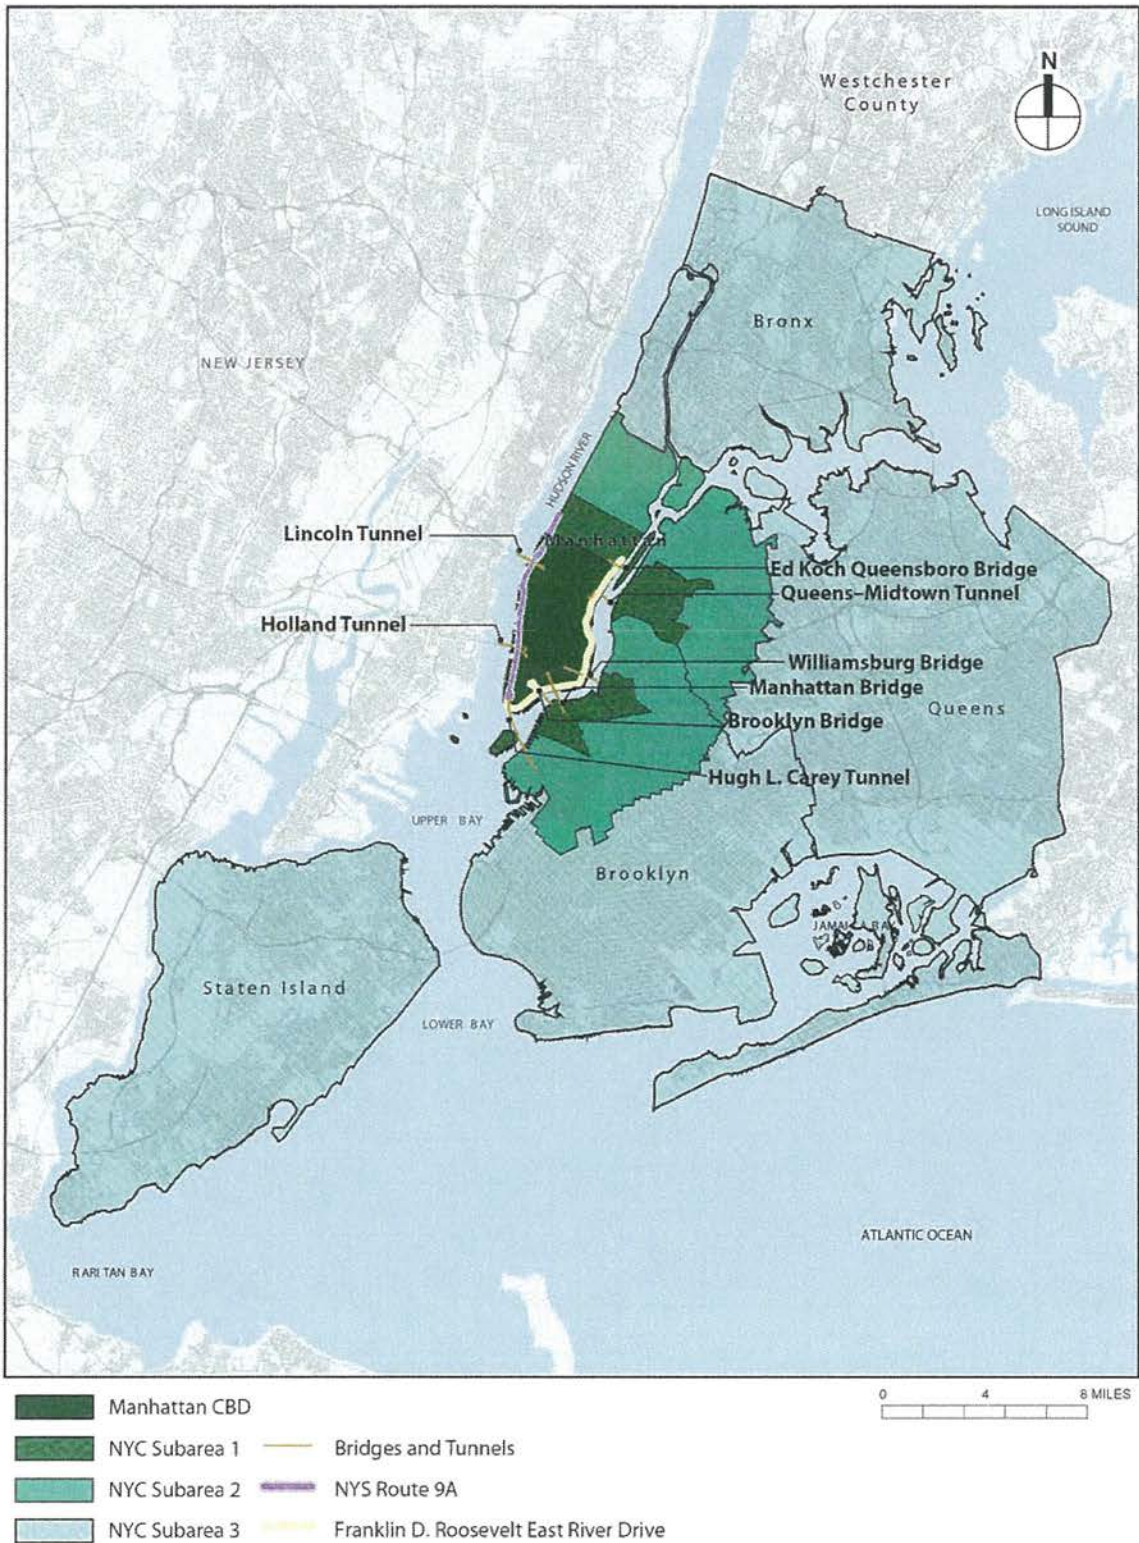 N
Westchester
County
LONG ISLAND
SOUND
Bronx
NEW JERSEY
HUDSON RIVER
Lincoln Tunnel
Manhattan
Ed Koch Queensboro Bridge
Queens–Midtown Tunnel
Holland Tunnel
Williamsburg Bridge
Manhattan Bridge
Queens
Brooklyn Bridge
Hugh L. Carey Tunnel
UPPER BAY
Brooklyn
JAMAICA BAY
Staten Island
LOWER BAY
ATLANTIC OCEAN
RARITAN BAY
0 4 8 MILES
Manhattan CBD
NYC Subarea 1
Bridges and Tunnels
NYC Subarea 2
NYS Route 9A
NYC Subarea 3
Franklin D. Roosevelt East River Drive